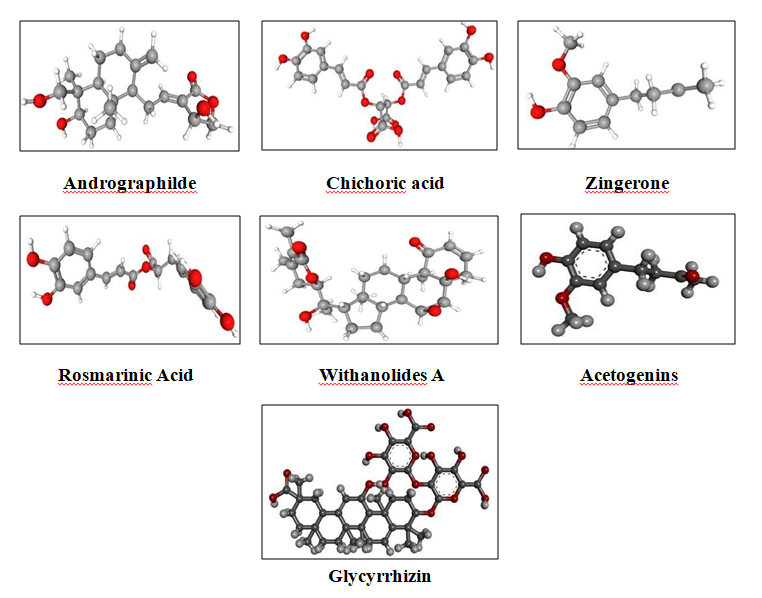 Andrographilde
Chichoric acid
Zingerone
Rosmarinic Acid
Withanolides A
Acetogenins
Glycyrrhizin